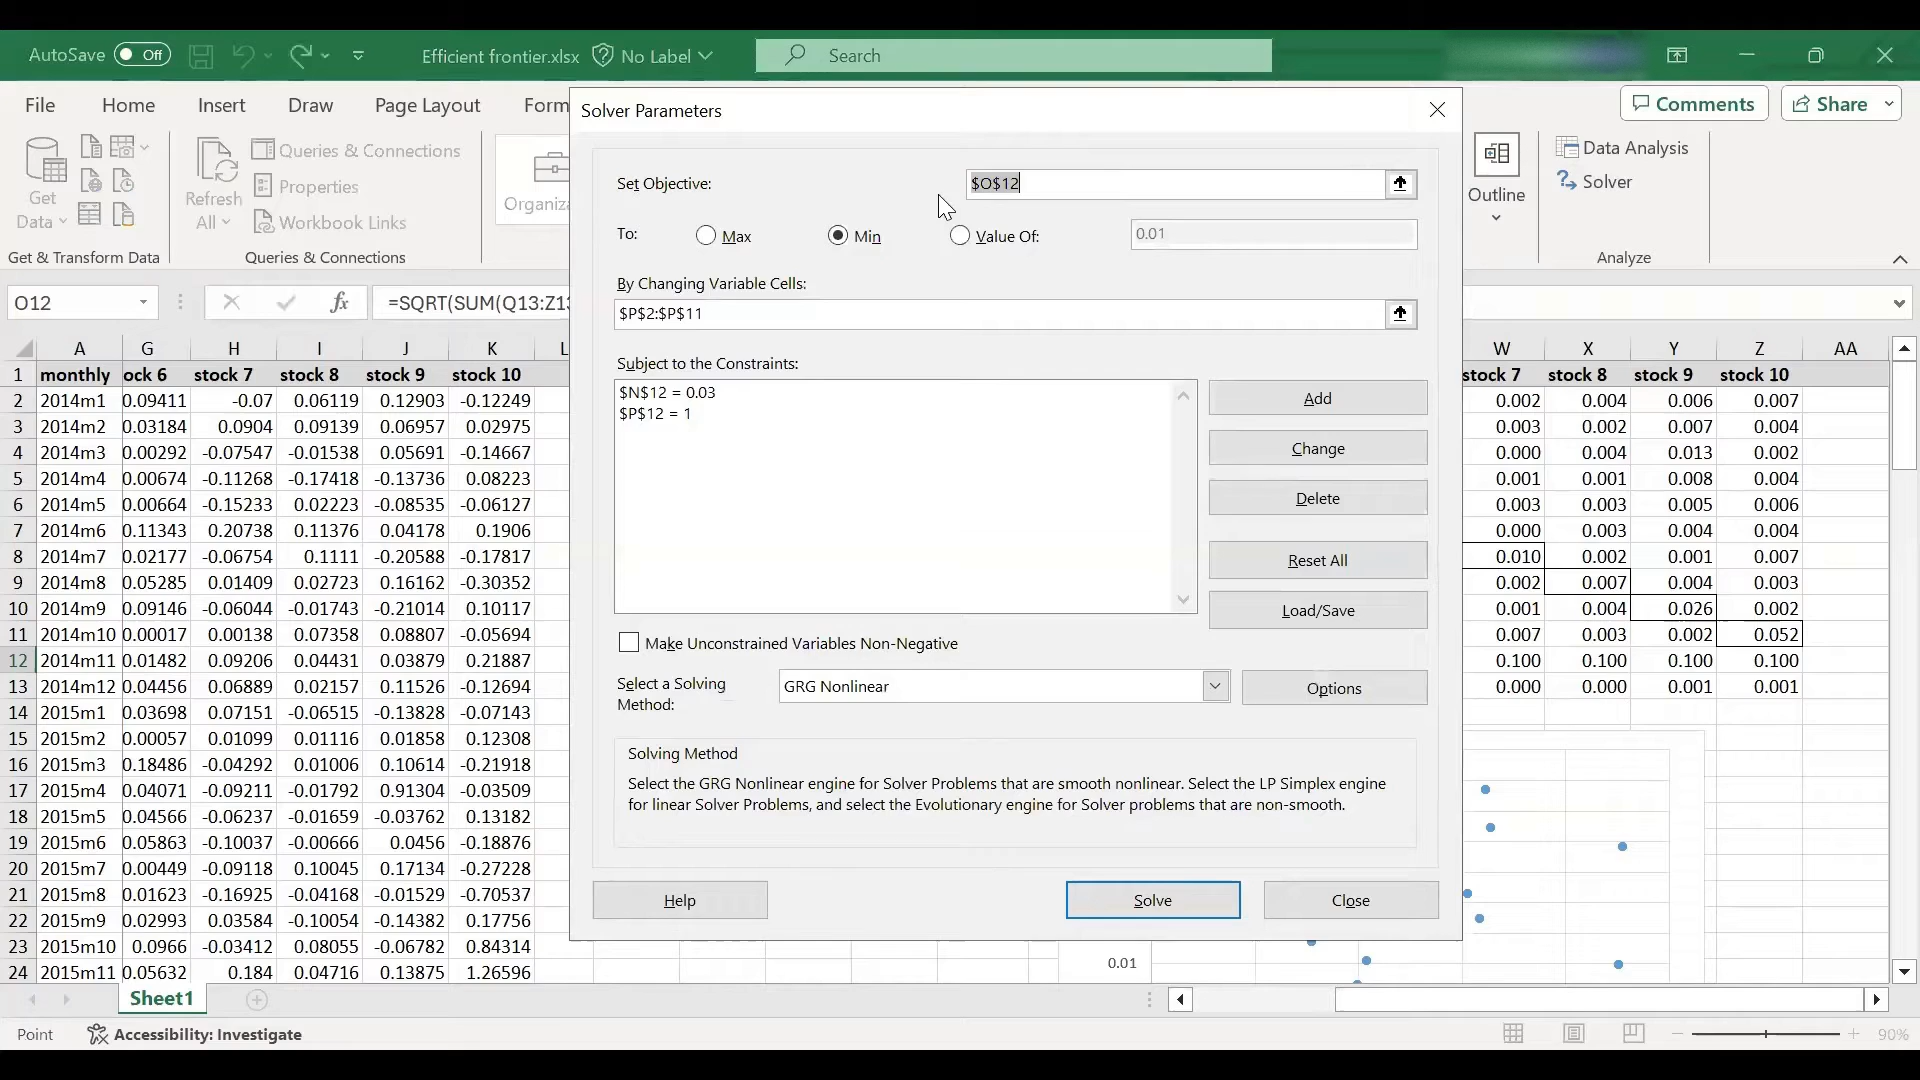 AutoSave Off Efficient frontier.xlsx No Label Search
File Home Insert Draw Page Layout Form Comments Share
Solver Parameters
Get Data Refresh All Queries & Connections Properties Workbook Links Organiza Outline Data Analysis Solver
Get & Transform Data Queries & Connections Analyze
Set Objective: $O$12
To: Max Min Value Of: 0.01
By Changing Variable Cells:
$P$2:$P$11
Subject to the Constraints:
$N$12 = 0.03
$P$12 = 1
Add
Change
Delete
Reset All
Load/Save
Make Unconstrained Variables Non-Negative
Select a Solving Method: GRG Nonlinear Options
Solving Method
Select the GRG Nonlinear engine for Solver Problems that are smooth nonlinear. Select the LP Simplex engine
for linear Solver Problems, and select the Evolutionary engine for Solver problems that are non-smooth.
Help Solve Close
O12 fx =SQRT(SUM(Q13:Z13
A G H I J K L W X Y Z AA
1 monthly ock 6 stock 7 stock 8 stock 9 stock 10 stock 7 stock 8 stock 9 stock 10
2 2014m1 0.09411 -0.07 0.06119 0.12903 -0.12249 0.002 0.004 0.006 0.007
3 2014m2 0.03184 0.0904 0.09139 0.06957 0.02975 0.003 0.002 0.007 0.004
4 2014m3 0.00292 -0.07547 -0.01538 0.05691 -0.14667 0.000 0.004 0.013 0.002
5 2014m4 0.00674 -0.11268 -0.17418 -0.13736 0.08223 0.001 0.001 0.008 0.004
6 2014m5 0.00664 -0.15233 0.02223 -0.08535 -0.06127 0.003 0.003 0.005 0.006
7 2014m6 0.11343 0.20738 0.11376 0.04178 0.1906 0.000 0.003 0.004 0.004
8 2014m7 0.02177 -0.06754 0.1111 -0.20588 -0.17817 0.010 0.002 0.001 0.007
9 2014m8 0.05285 0.01409 0.02723 0.16162 -0.30352 0.002 0.007 0.004 0.003
10 2014m9 0.09146 -0.06044 -0.01743 -0.21014 0.10117 0.001 0.004 0.026 0.002
11 2014m10 0.00017 0.00138 0.07358 0.08807 -0.05694 0.007 0.003 0.002 0.052
12 2014m11 0.01482 0.09206 0.04431 0.03879 0.21887 0.100 0.100 0.100 0.100
13 2014m12 0.04456 0.06889 0.02157 0.11526 -0.12694 0.000 0.000 0.001 0.001
14 2015m1 0.03698 0.07151 -0.06515 -0.13828 -0.07143
15 2015m2 0.00057 0.01099 0.01116 0.01858 0.12308
16 2015m3 0.18486 -0.04292 0.01006 0.10614 -0.21918
17 2015m4 0.04071 -0.09211 -0.01792 0.91304 -0.03509
18 2015m5 0.04566 -0.06237 -0.01659 -0.03762 0.13182
19 2015m6 0.05863 -0.10037 -0.00666 0.0456 -0.18876
20 2015m7 0.00449 -0.09118 0.10045 0.17134 -0.27228
21 2015m8 0.01623 -0.16925 -0.04168 -0.01529 -0.70537
22 2015m9 0.02993 0.03584 -0.10054 -0.14382 0.17756
23 2015m10 0.0966 -0.03412 0.08055 -0.06782 0.84314
24 2015m11 0.05632 0.184 0.04716 0.13875 1.26596 0.01
Sheet1
Point Accessibility: Investigate 90%